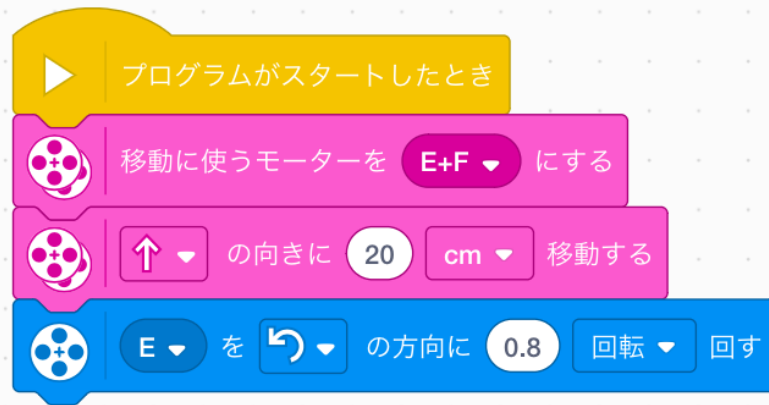 プログラムがスタートしたとき
移動に使うモーターを E+F にする
の向きに 20 cm 移動する
E を の方向に 0.8 回転 回す